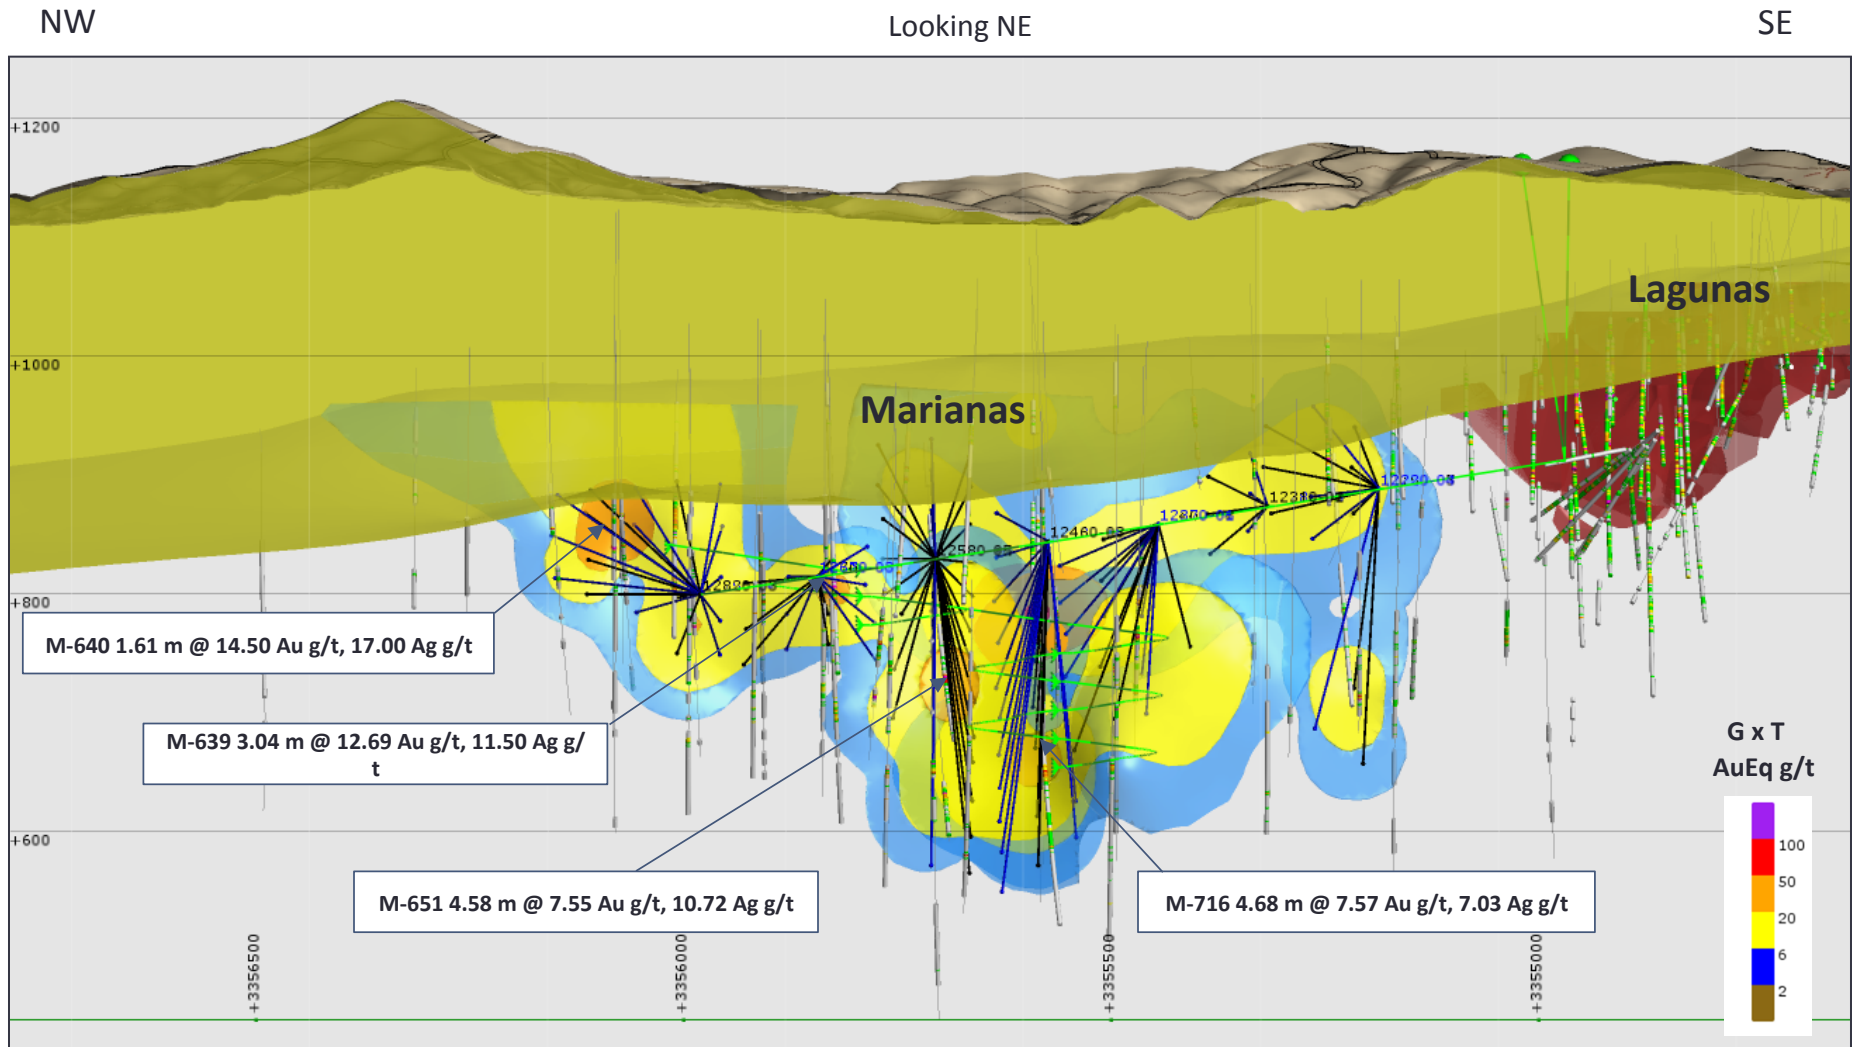 NW
Looking NE
SE
+1200
Lagunas
+1000
Marianas
+800
M-640 1.61 m @ 14.50 Au g/t, 17.00 Ag g/t
M-639 3.04 m @ 12.69 Au g/t, 11.50 Ag g/
t
G x T
AuEq g/t
100
50
20
6
2
+600
M-651 4.58 m @ 7.55 Au g/t, 10.72 Ag g/t
M-716 4.68 m @ 7.57 Au g/t, 7.03 Ag g/t
+3356500
+3356000
+3355500
+3355000